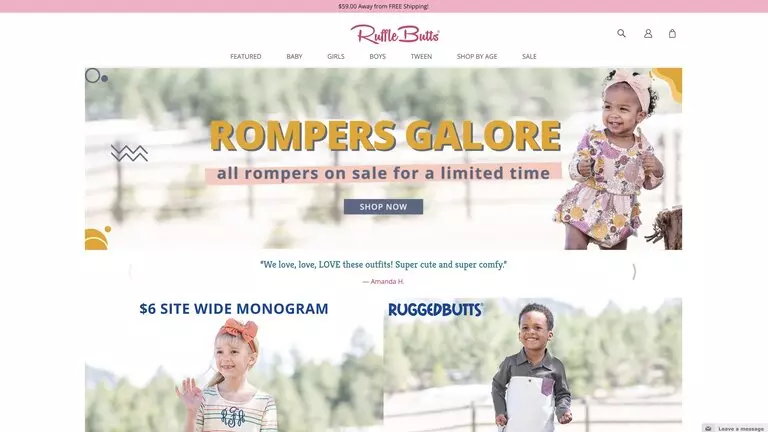 $59.00 Away from FREE Shipping!
RuffleButts®
FEATURED BABY GIRLS BOYS TWEEN SHOP BY AGE SALE
ROMPERS GALORE
all rompers on sale for a limited time
SHOP NOW
"We love, love, LOVE these outfits! Super cute and super comfy."
— Amanda H.
$6 SITE WIDE MONOGRAM
RUGGEDBUTTS®
Leave a message